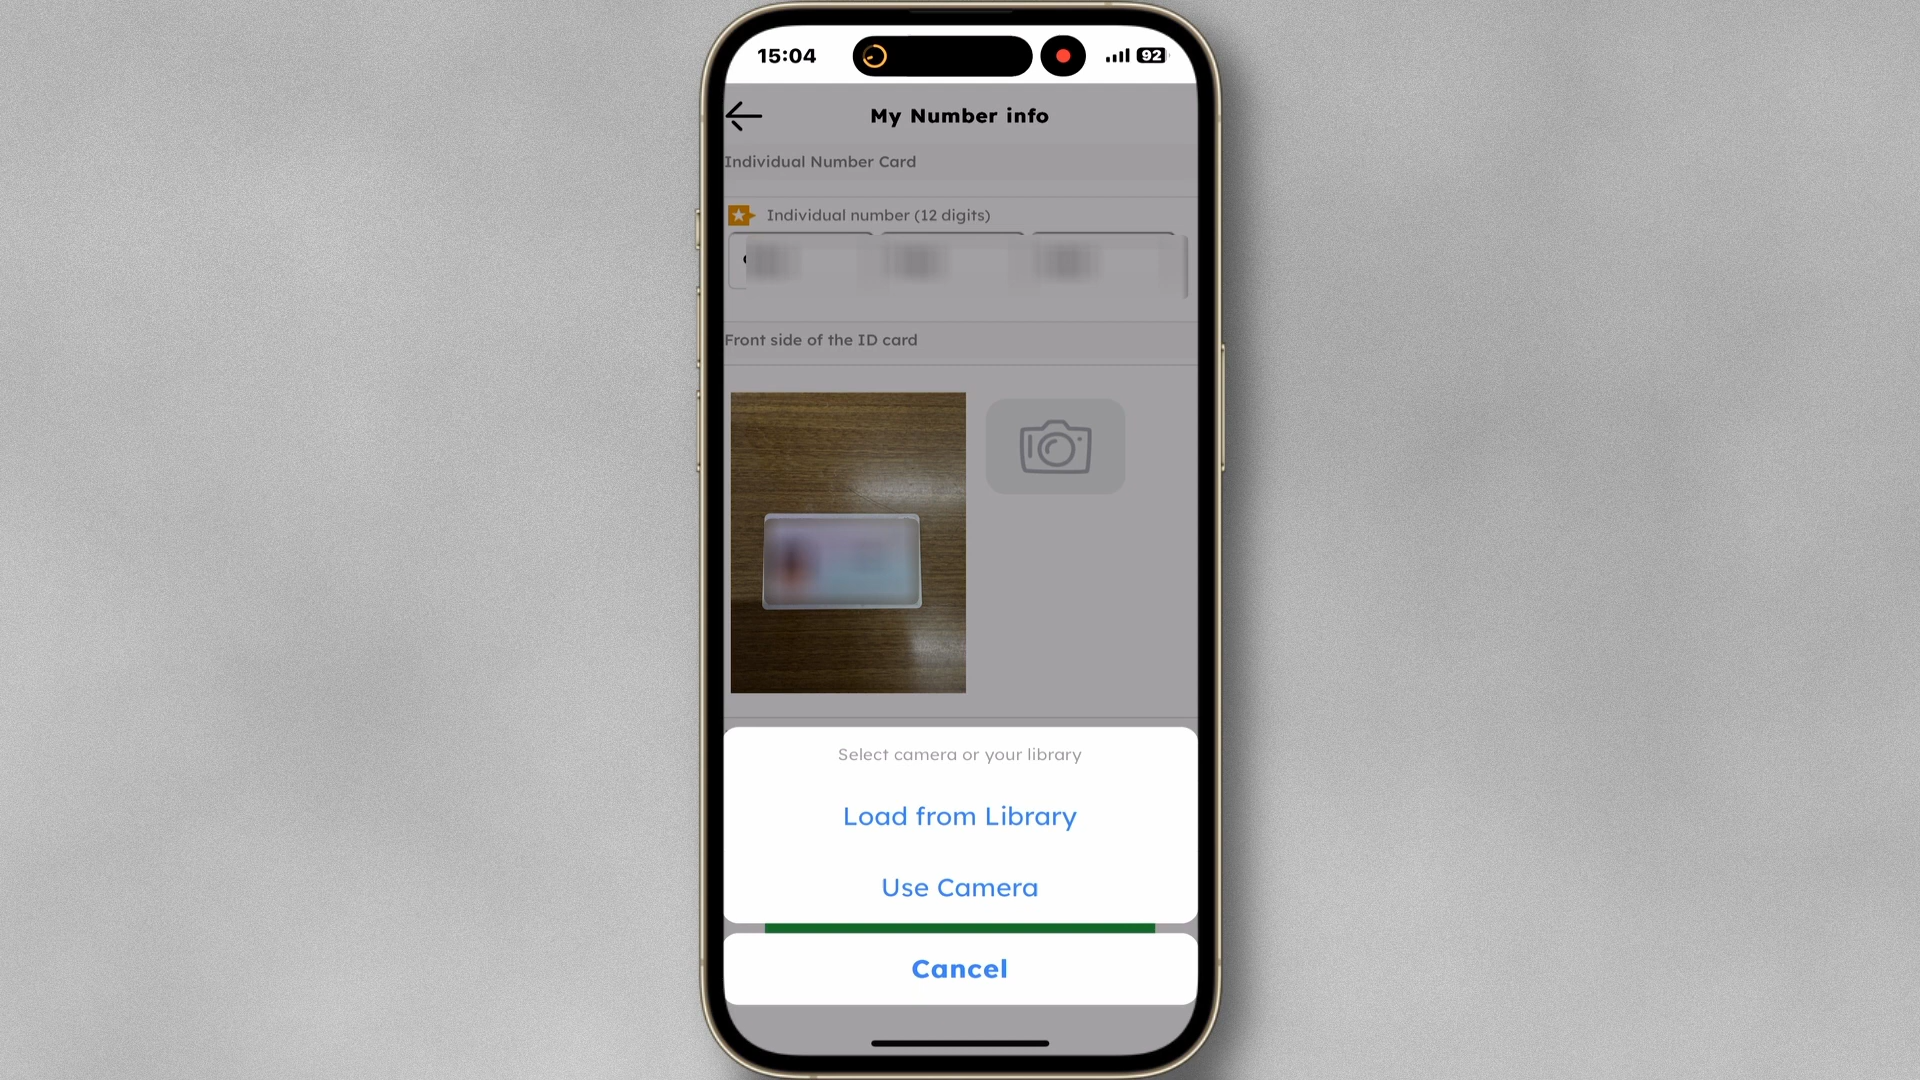 15:04
92
My Number info
Individual Number Card
Individual number (12 digits)
Front side of the ID card
Select camera or your library
Load from Library
Use Camera
Cancel